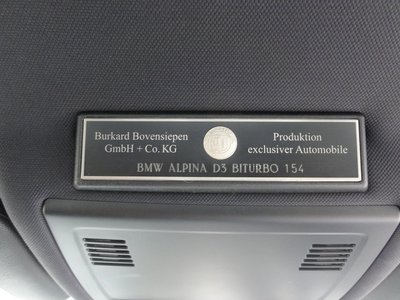 Burkard Bovensiepen
GmbH + Co. KG
Produktion
exclusiver Automobile
BMW ALPINA D3 BITURBO 154